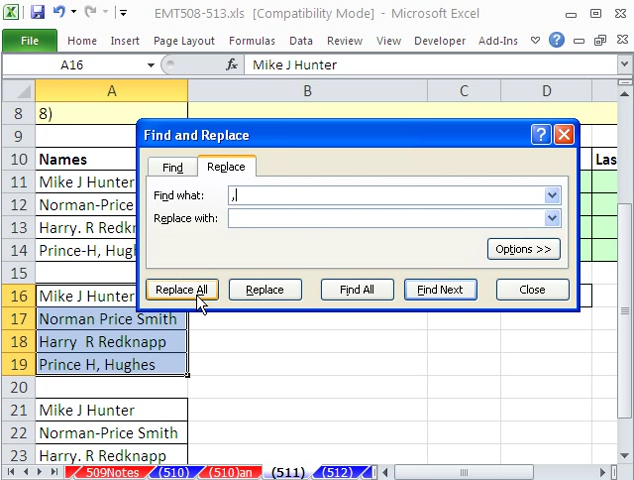 EMT508-513.xls [Compatibility Mode] - Microsoft Excel
File Home Insert Page Layout Formulas Data Review View Developer Add-Ins
A16 fx Mike J Hunter
A B C D
8 8)
9
10 Names Las
11 Mike J Hunter
12 Norman-Price
13 Harry. R Redkn
14 Prince-H, Hugh
15
16 Mike J Hunter
17 Norman Price Smith
18 Harry  R Redknapp
19 Prince H, Hughes
20
21 Mike J Hunter
22 Norman-Price Smith
23 Harry. R Redknapp
Find and Replace
Find Replace
Find what: ,
Replace with:
Options >>
Replace All Replace Find All Find Next Close
509Notes (510) (510)an (511) (512)